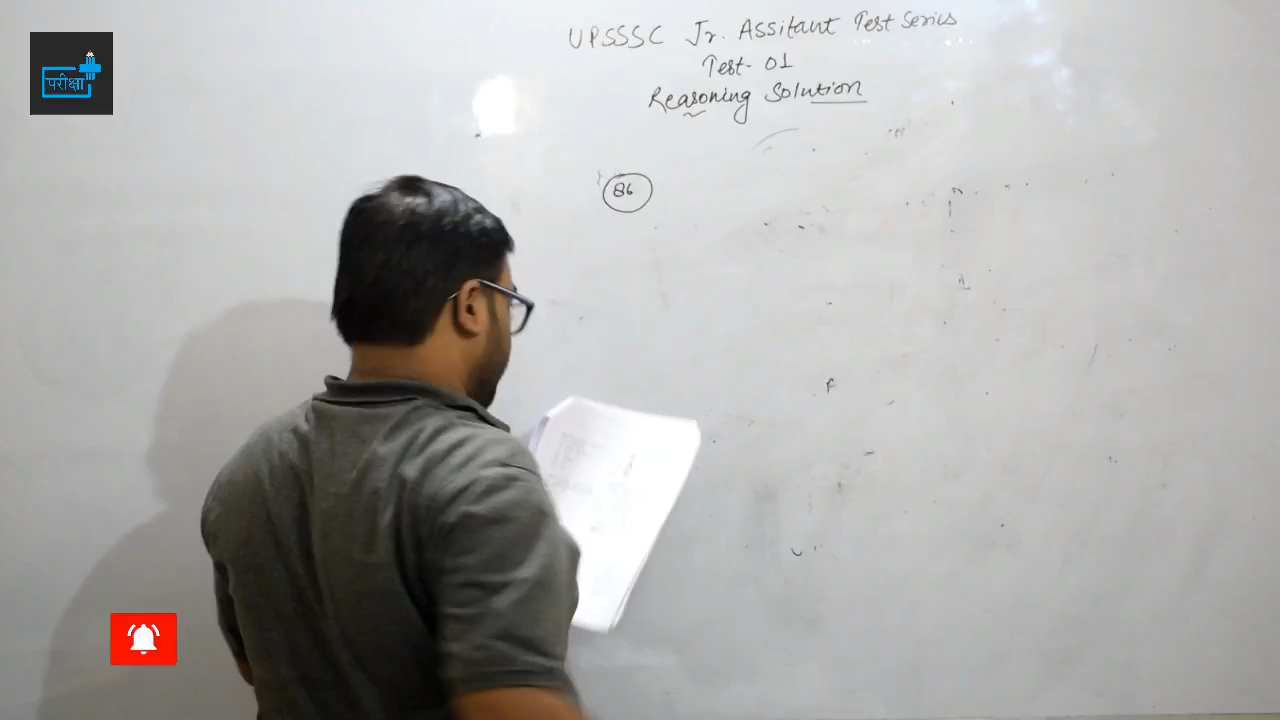 परीक्षा
UPSSSC Jr. Assitant Test Series
Test- 01
Reasoning Solution
86